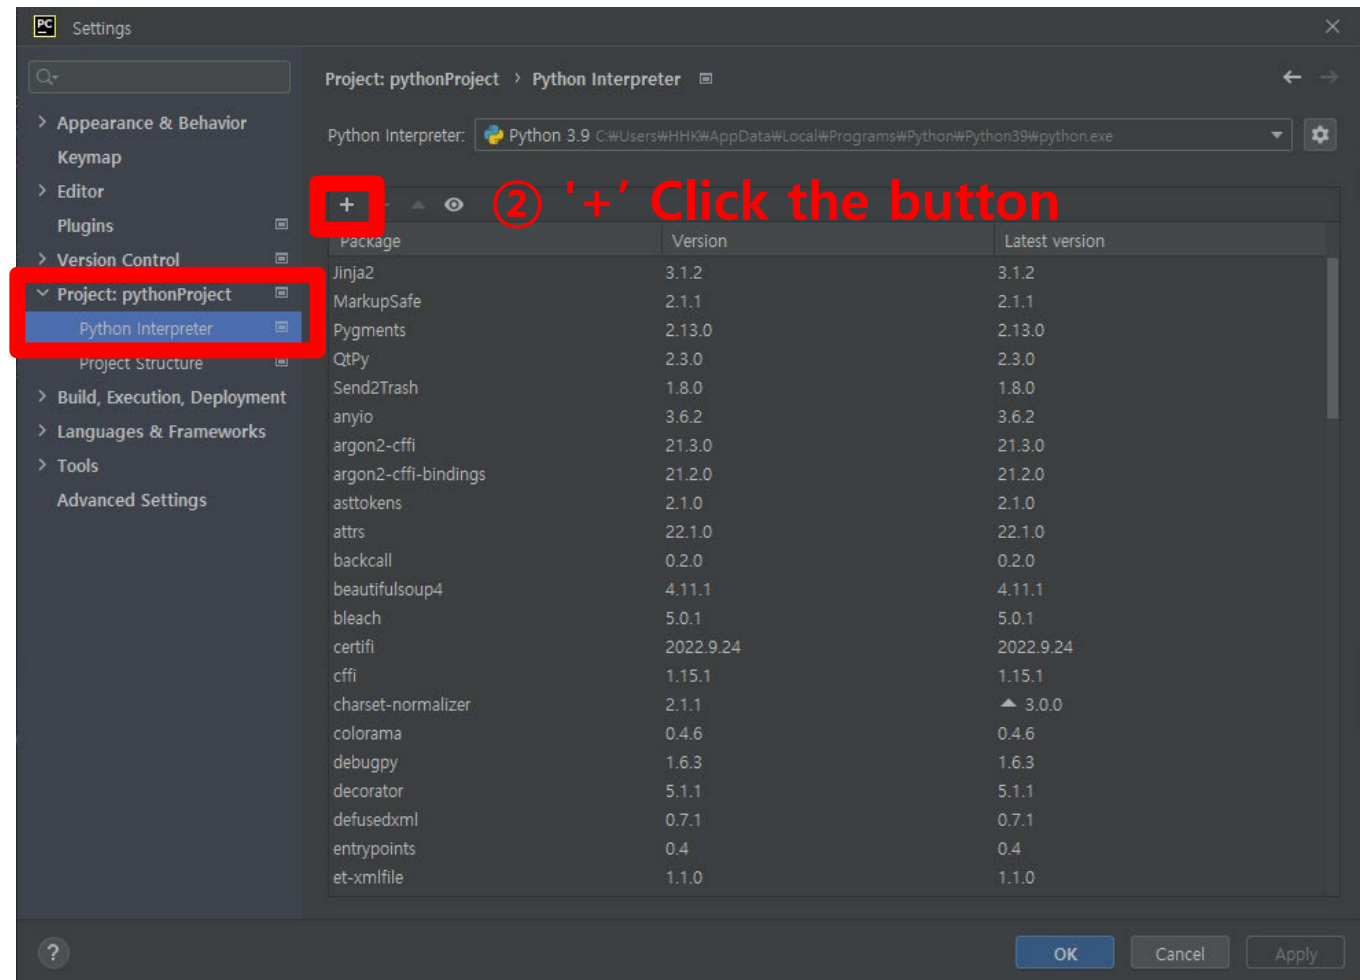 PC Settings
Project: pythonProject > Python Interpreter
Appearance & Behavior
Keymap
Editor
Plugins
Version Control
Project: pythonProject
Python Interpreter
Project Structure
Build, Execution, Deployment
Languages & Frameworks
Tools
Advanced Settings
Python Interpreter: Python 3.9 C:₩Users₩HHK₩AppData₩Local₩Programs₩Python₩Python39₩python.exe
② '+’ Click the button
Package Version Latest version
Jinja2 3.1.2 3.1.2
MarkupSafe 2.1.1 2.1.1
Pygments 2.13.0 2.13.0
QtPy 2.3.0 2.3.0
Send2Trash 1.8.0 1.8.0
anyio 3.6.2 3.6.2
argon2-cffi 21.3.0 21.3.0
argon2-cffi-bindings 21.2.0 21.2.0
asttokens 2.1.0 2.1.0
attrs 22.1.0 22.1.0
backcall 0.2.0 0.2.0
beautifulsoup4 4.11.1 4.11.1
bleach 5.0.1 5.0.1
certifi 2022.9.24 2022.9.24
cffi 1.15.1 1.15.1
charset-normalizer 2.1.1 3.0.0
colorama 0.4.6 0.4.6
debugpy 1.6.3 1.6.3
decorator 5.1.1 5.1.1
defusedxml 0.7.1 0.7.1
entrypoints 0.4 0.4
et-xmlfile 1.1.0 1.1.0
? OK Cancel Apply